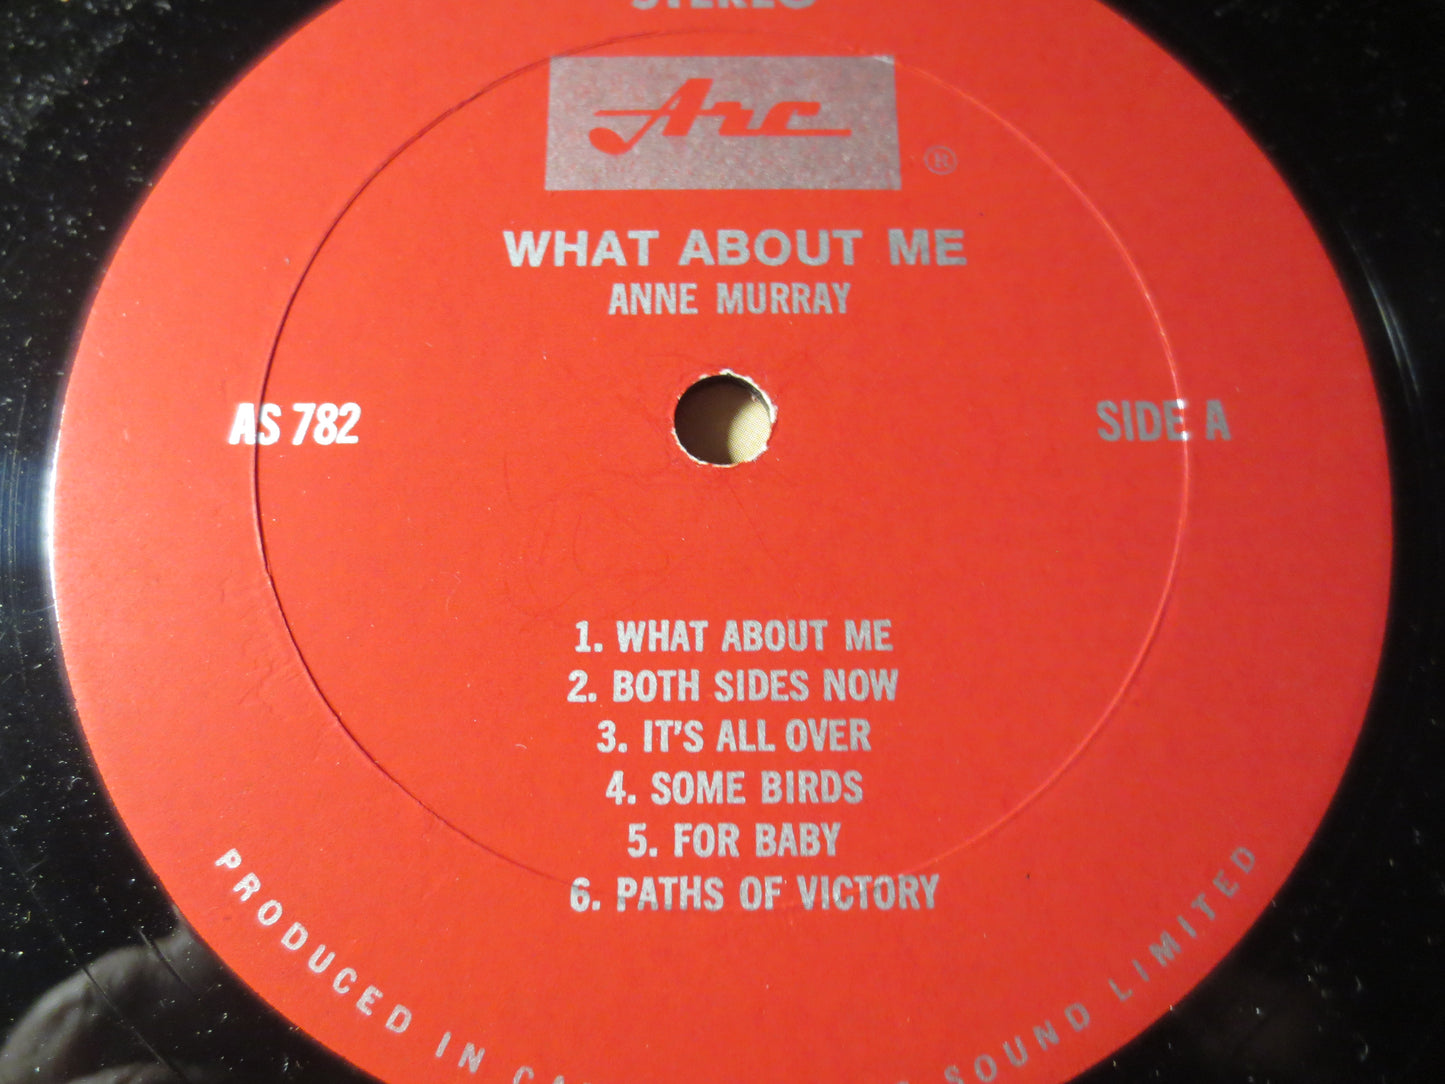 STEREO
Arc
®
WHAT ABOUT ME
ANNE MURRAY
AS 782
SIDE A
1. WHAT ABOUT ME
2. BOTH SIDES NOW
3. IT'S ALL OVER
4. SOME BIRDS
5. FOR BABY
6. PATHS OF VICTORY
PRODUCED IN SOUND LIMITED